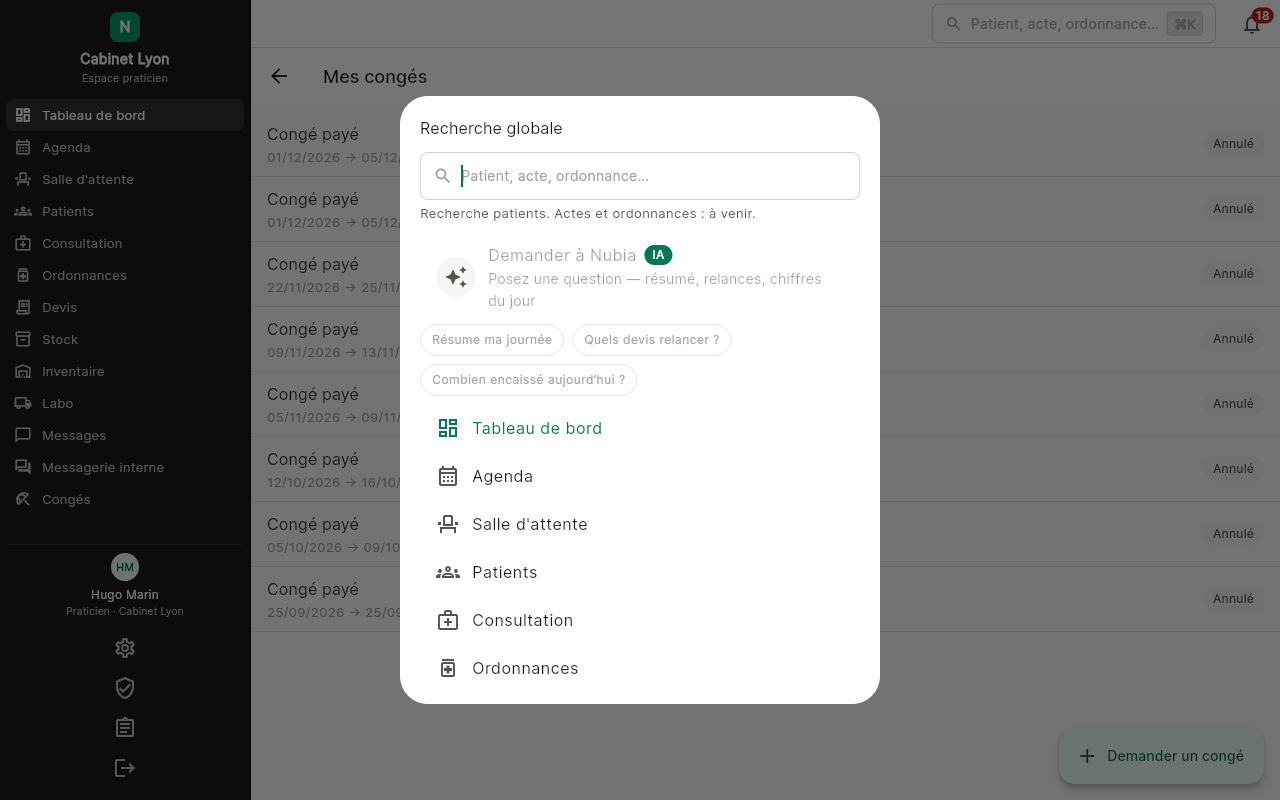 N
Cabinet Lyon
Espace praticien
Tableau de bord
Agenda
Salle d'attente
Patients
Consultation
Ordonnances
Devis
Stock
Inventaire
Labo
Messages
Messagerie interne
Congés
HM
Hugo Marin
Praticien · Cabinet Lyon
Patient, acte, ordonnance... ⌘K
18
Mes congés
Congé payé
01/12/2026 → 05/12/
Annulé
01/12/2026 → 05/12/
Annulé
Congé payé
22/11/2026 → 25/11/
Annulé
Congé payé
09/11/2026 → 13/11/
Annulé
Congé payé
05/11/2026 → 09/11/
Annulé
Congé payé
12/10/2026 → 16/10/
Annulé
Congé payé
05/10/2026 → 09/10
Annulé
Congé payé
25/09/2026 → 25/09
Annulé
Demander un congé
Recherche globale
Patient, acte, ordonnance...
Recherche patients. Actes et ordonnances : à venir.
Demander à Nubia IA
Posez une question — résumé, relances, chiffres
du jour
Résume ma journée
Quels devis relancer ?
Combien encaissé aujourd'hui ?
Tableau de bord
Agenda
Salle d'attente
Patients
Consultation
Ordonnances